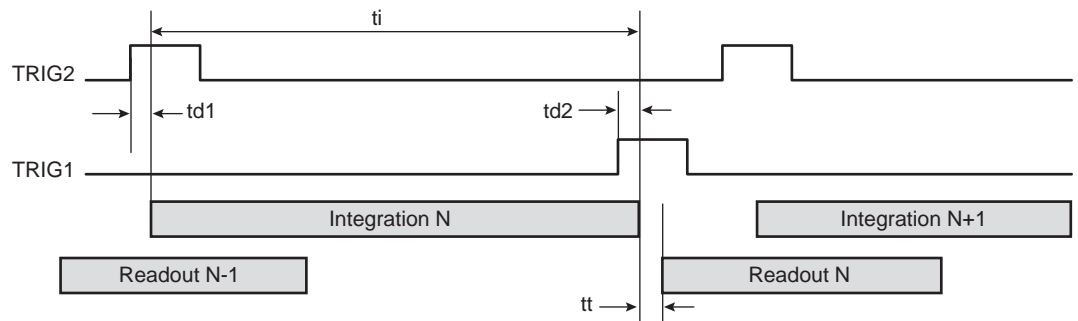 ti
TRIG2
td1
td2
TRIG1
Integration N
Integration N+1
Readout N-1
Readout N
tt